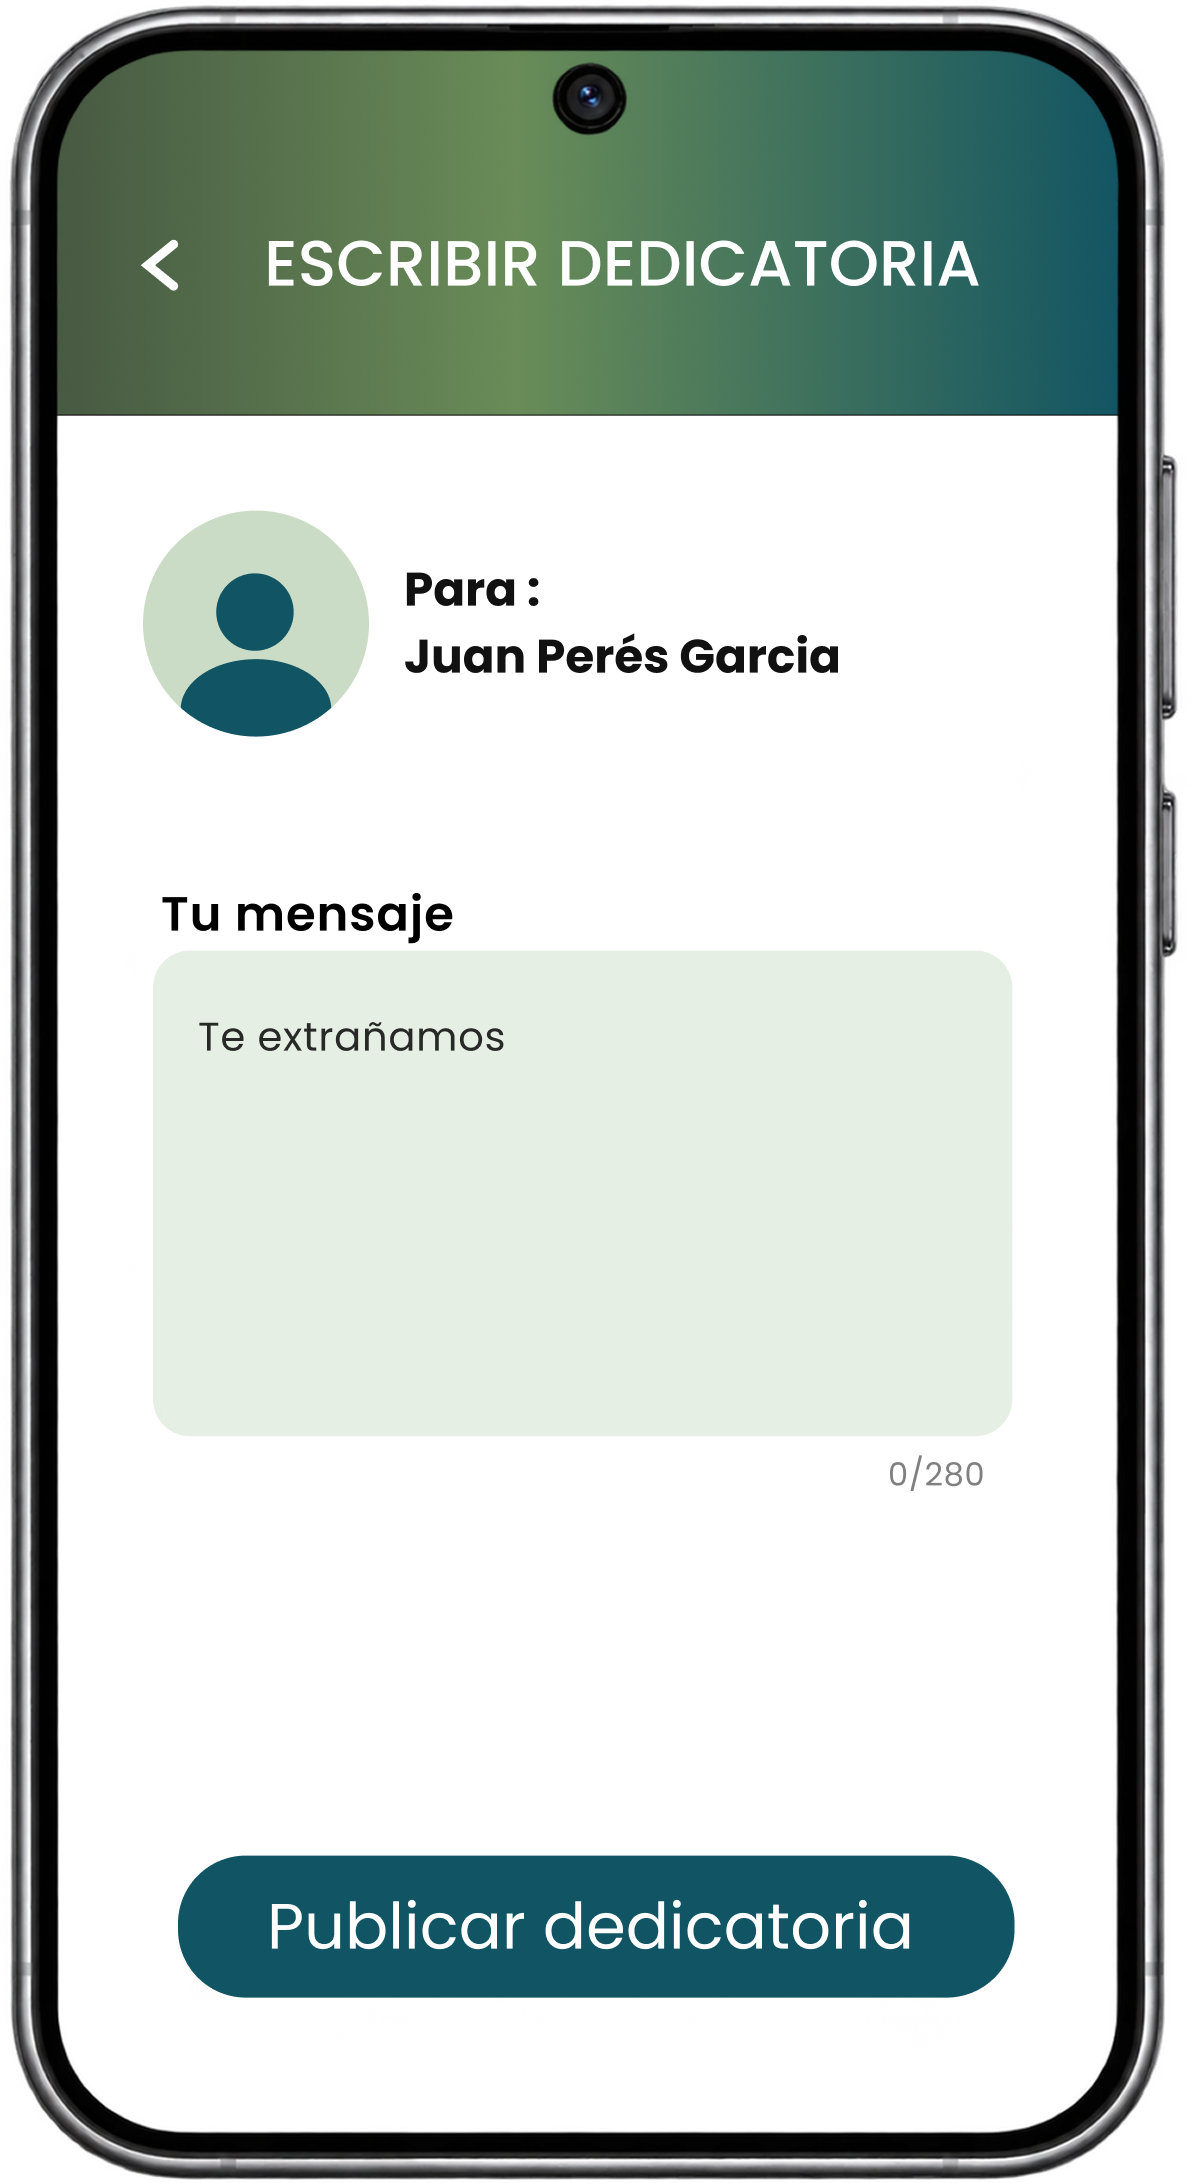 ESCRIBIR DEDICATORIA
Para :
Juan Perés Garcia
Tu mensaje
Te extrañamos
0/280
Publicar dedicatoria